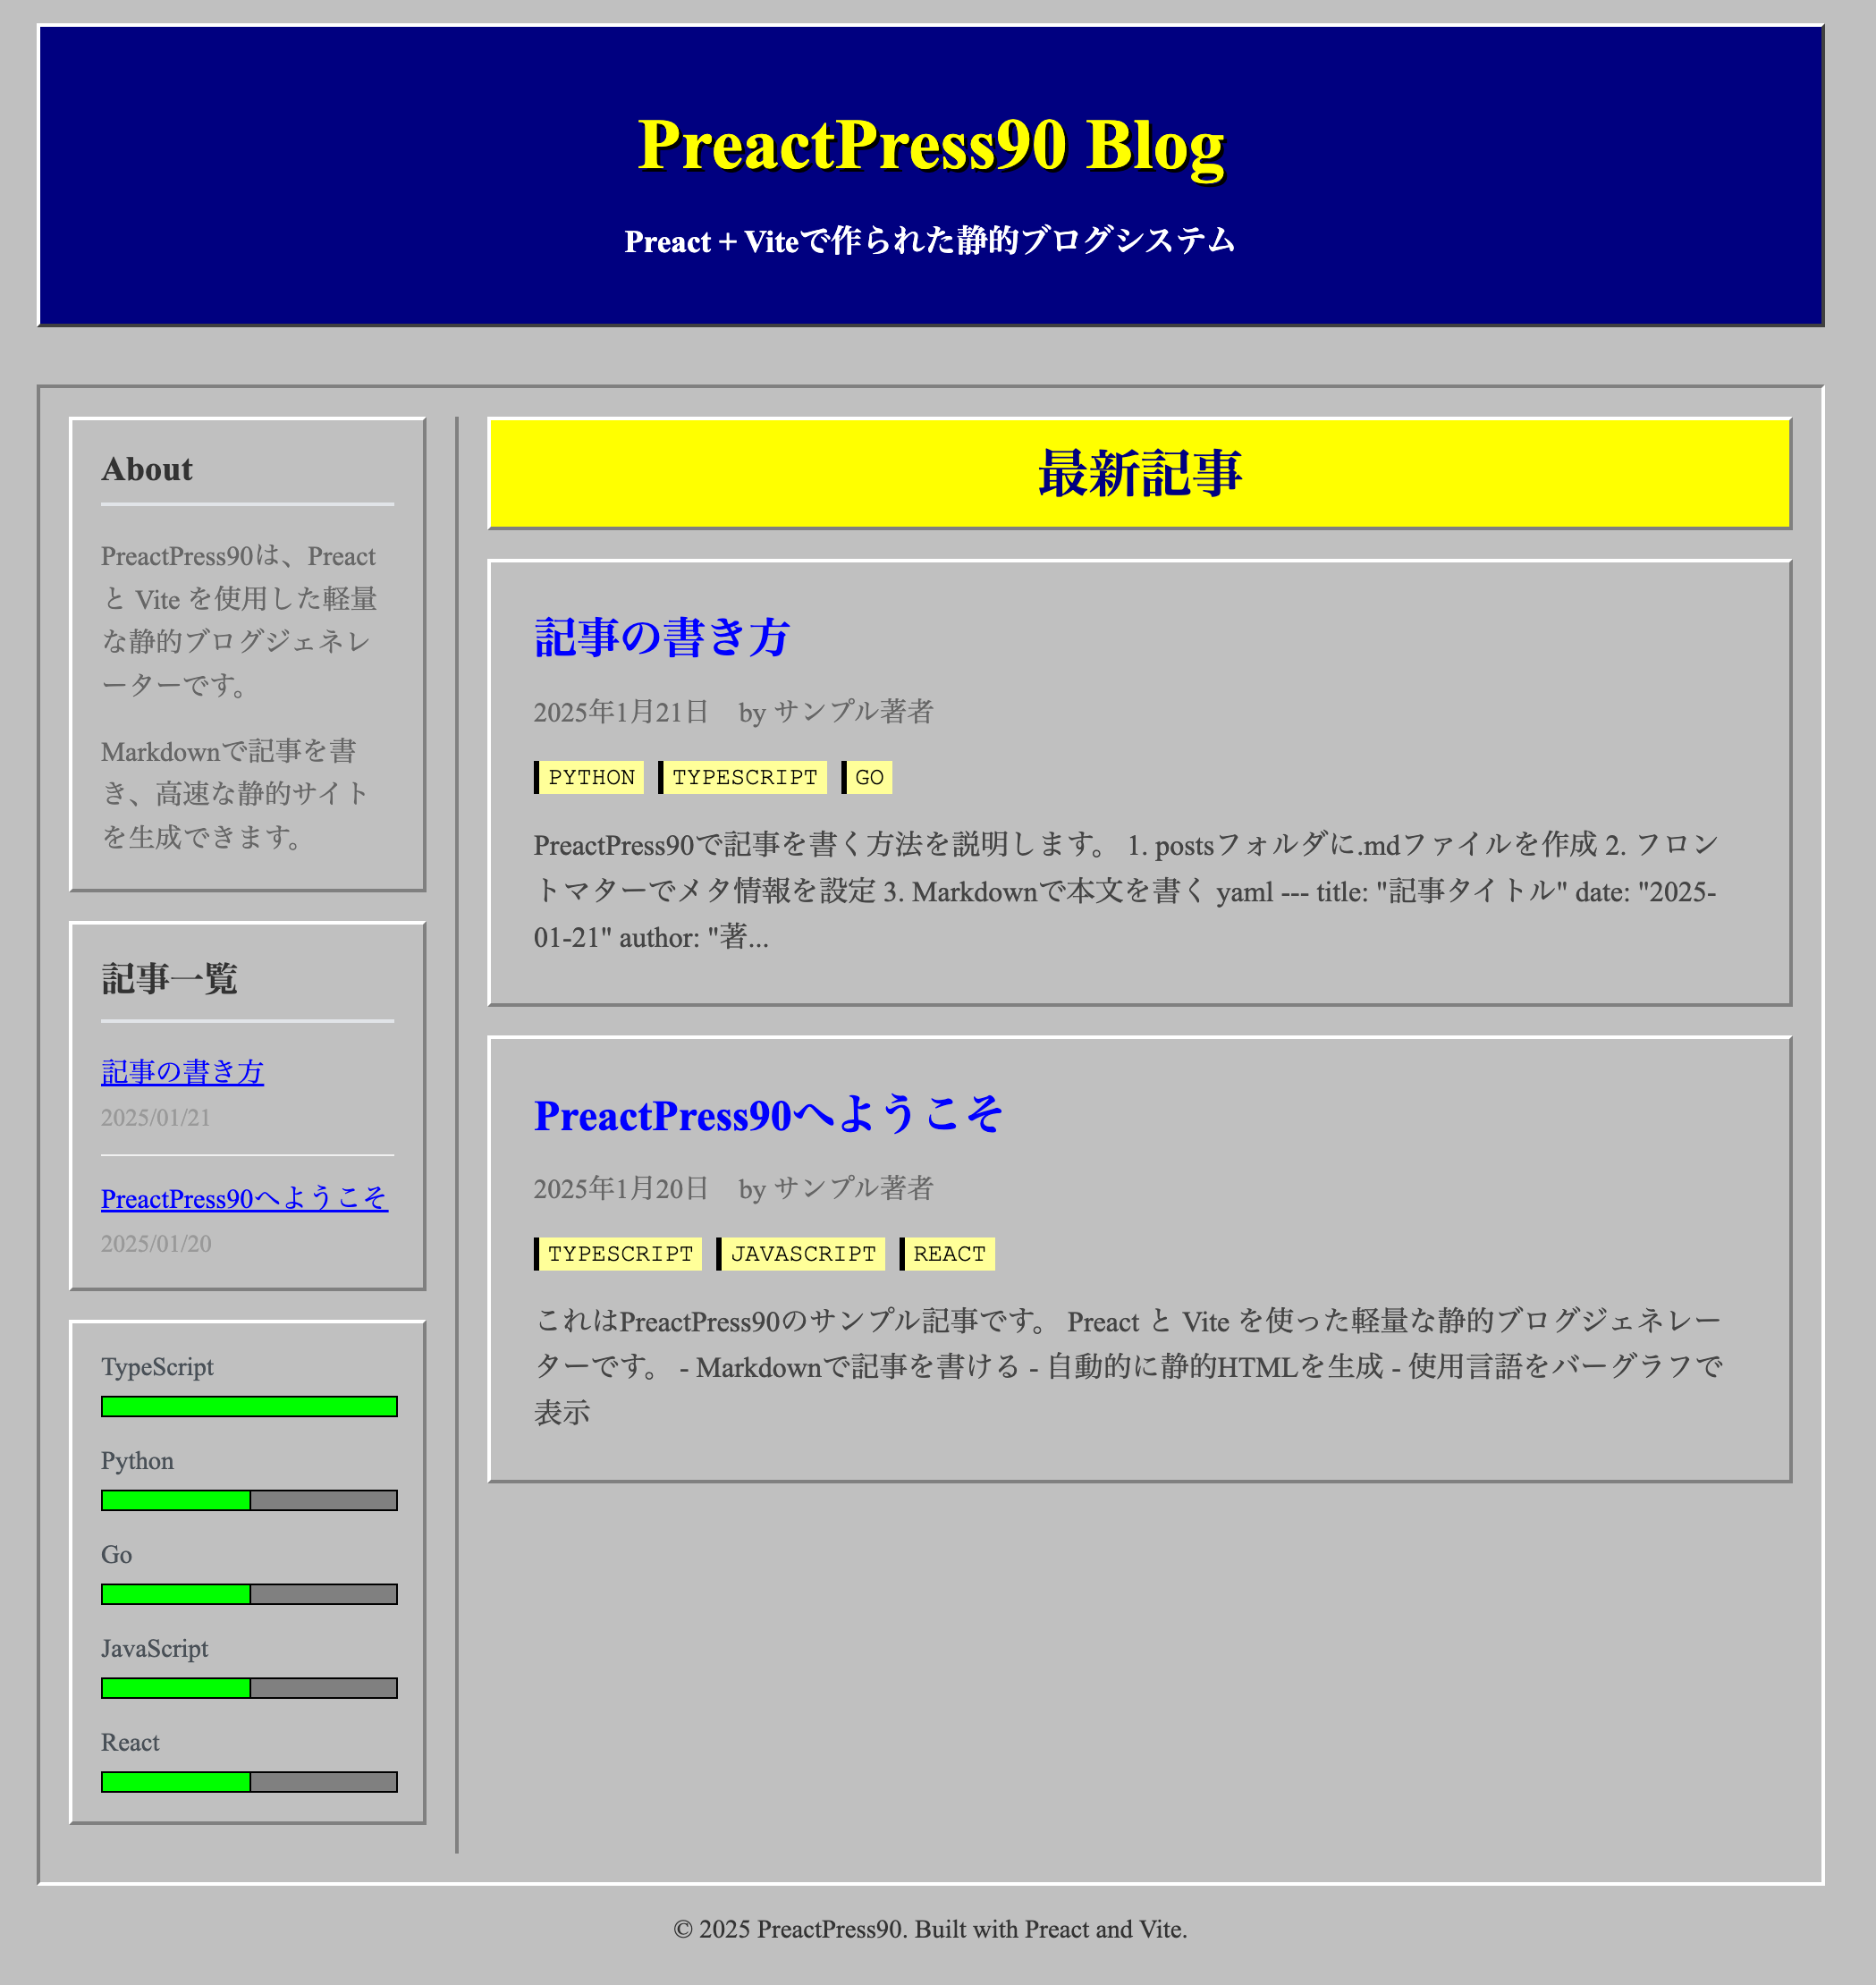 PreactPress90 Blog
Preact + Viteで作られた静的ブログシステム
About
PreactPress90は、Preact
と Vite を使用した軽量
な静的ブログジェネレ
ーターです。
Markdownで記事を書
き、高速な静的サイト
を生成できます。
記事一覧
記事の書き方
2025/01/21
PreactPress90へようこそ
2025/01/20
TypeScript
Python
Go
JavaScript
React
最新記事
記事の書き方
2025年1月21日 by サンプル著者
PYTHON TYPESCRIPT GO
PreactPress90で記事を書く方法を説明します。 1. postsフォルダに.mdファイルを作成 2. フロン
トマターでメタ情報を設定 3. Markdownで本文を書く yaml --- title: "記事タイトル" date: "2025-
01-21" author: "著...
PreactPress90へようこそ
2025年1月20日 by サンプル著者
TYPESCRIPT JAVASCRIPT REACT
これはPreactPress90のサンプル記事です。 Preact と Vite を使った軽量な静的ブログジェネレー
ターです。 - Markdownで記事を書ける - 自動的に静的HTMLを生成 - 使用言語をバーグラフで
表示
© 2025 PreactPress90. Built with Preact and Vite.